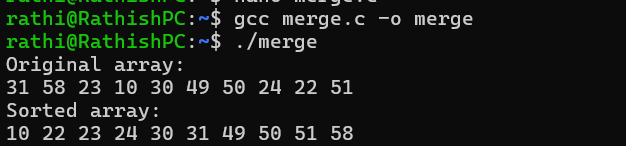 rathi@RathishPC:~$ gcc merge.c -o merge
rathi@RathishPC:~$ ./merge
Original array:
31 58 23 10 30 49 50 24 22 51
Sorted array:
10 22 23 24 30 31 49 50 51 58